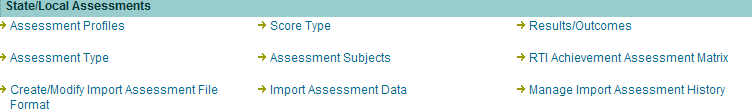 State/Local Assessments
Assessment Profiles
Score Type
Results/Outcomes
Assessment Type
Assessment Subjects
RTI Achievement Assessment Matrix
Create/Modify Import Assessment File
Format
Import Assessment Data
Manage Import Assessment History